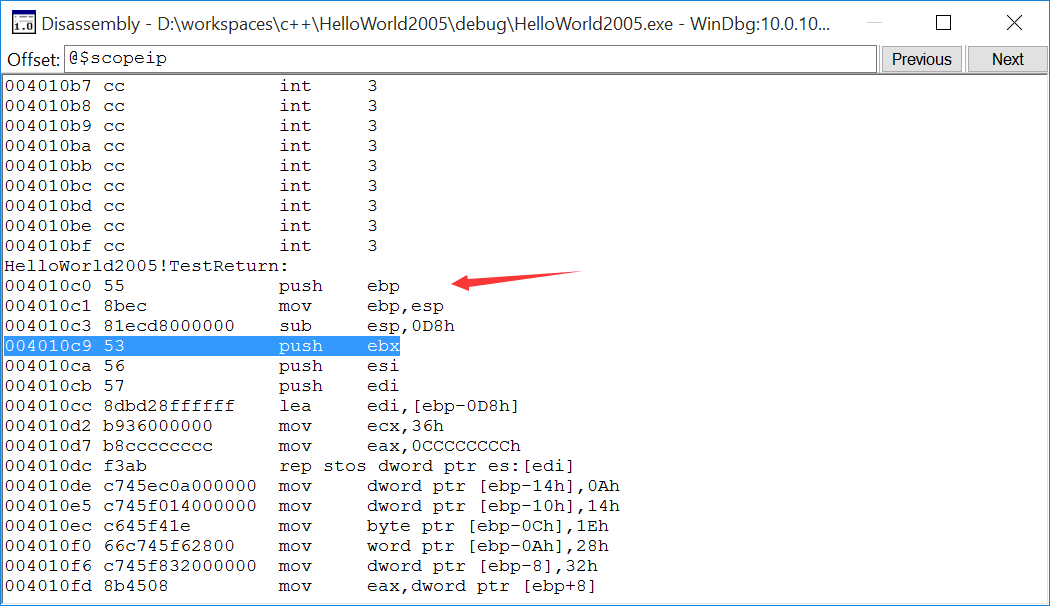 1.0 Disassembly - D:\workspaces\c++\HelloWorld2005\debug\HelloWorld2005.exe - WinDbg:10.0.10...
Offset: @$scopeip Previous Next
004010b7 cc int 3
004010b8 cc int 3
004010b9 cc int 3
004010ba cc int 3
004010bb cc int 3
004010bc cc int 3
004010bd cc int 3
004010be cc int 3
004010bf cc int 3
HelloWorld2005!TestReturn:
004010c0 55 push ebp
004010c1 8bec mov ebp,esp
004010c3 81ecd8000000 sub esp,0D8h
004010c9 53 push ebx
004010ca 56 push esi
004010cb 57 push edi
004010cc 8dbd28ffffff lea edi,[ebp-0D8h]
004010d2 b936000000 mov ecx,36h
004010d7 b8cccccccc mov eax,0CCCCCCCCh
004010dc f3ab rep stos dword ptr es:[edi]
004010de c745ec0a000000 mov dword ptr [ebp-14h],0Ah
004010e5 c745f014000000 mov dword ptr [ebp-10h],14h
004010ec c645f41e mov byte ptr [ebp-0Ch],1Eh
004010f0 66c745f62800 mov word ptr [ebp-0Ah],28h
004010f6 c745f832000000 mov dword ptr [ebp-8],32h
004010fd 8b4508 mov eax,dword ptr [ebp+8]